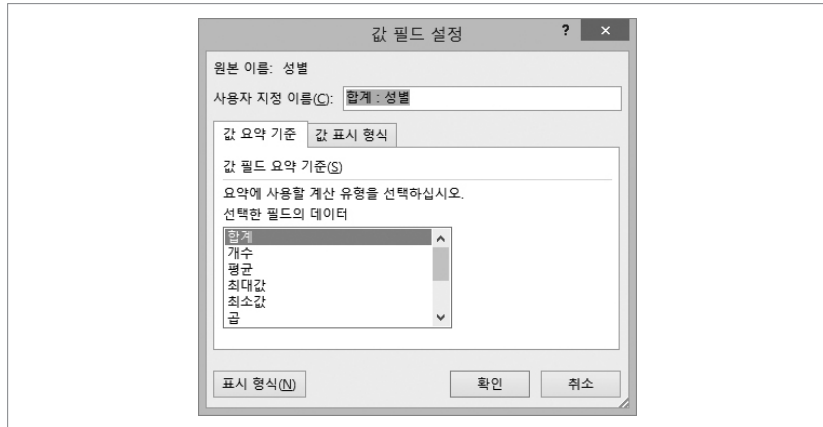 값 필드 설정 ? ×
원본 이름: 성별
사용자 지정 이름(C): 합계 : 성별
값 요약 기준 값 표시 형식
값 필드 요약 기준(S)
요약에 사용할 계산 유형을 선택하십시오.
선택한 필드의 데이터
합계
개수
평균
최대값
최소값
곱
표시 형식(N) 확인 취소